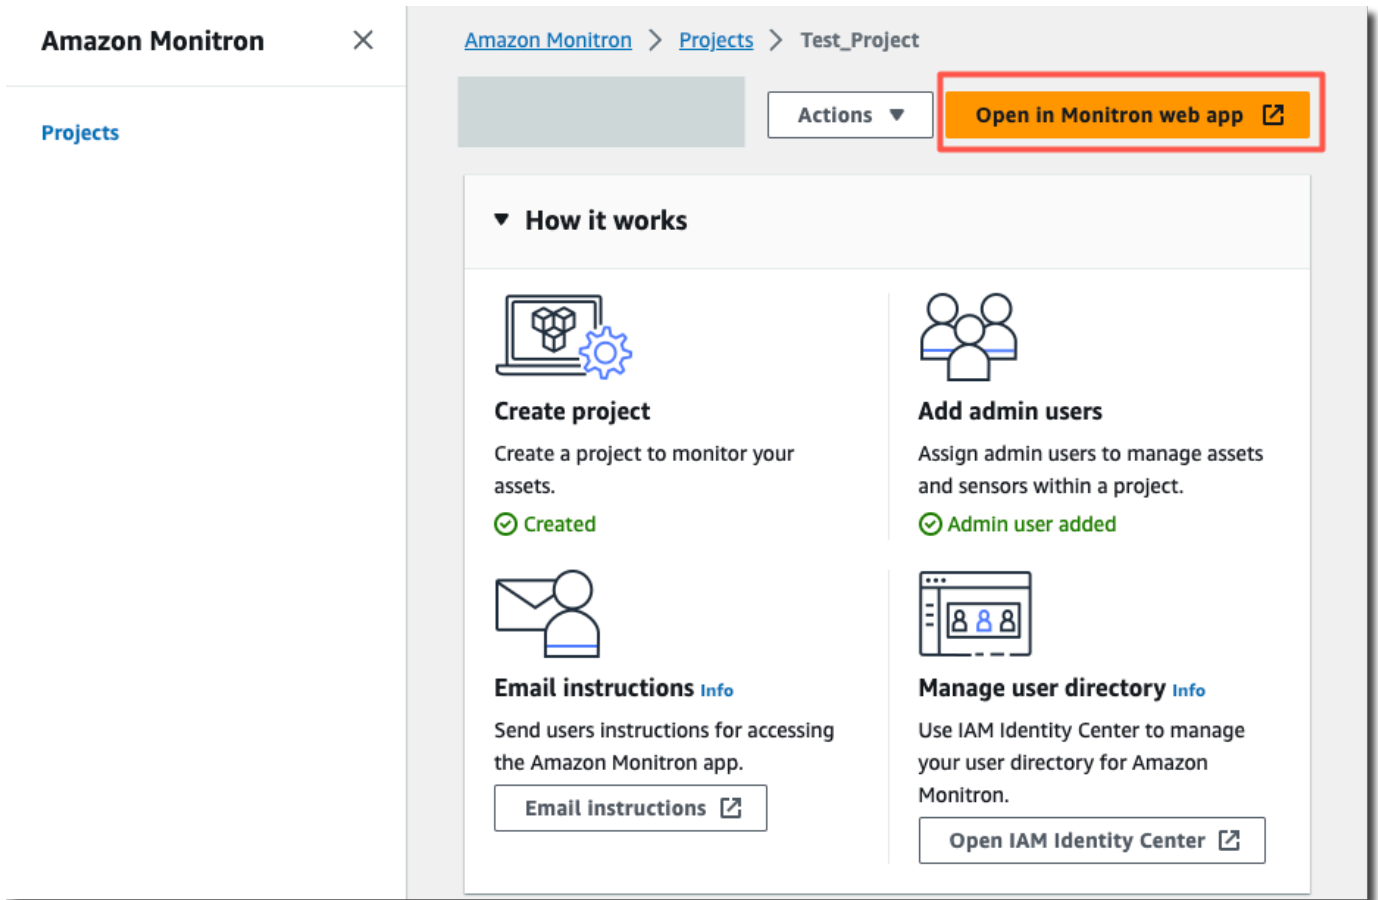 Amazon Monitron
Projects
Amazon Monitron > Projects > Test_Project
Actions
Open in Monitron web app
How it works
Create project
Create a project to monitor your
assets.
Created
Add admin users
Assign admin users to manage assets
and sensors within a project.
Admin user added
Email instructions Info
Send users instructions for accessing
the Amazon Monitron app.
Email instructions
Manage user directory Info
Use IAM Identity Center to manage
your user directory for Amazon
Monitron.
Open IAM Identity Center